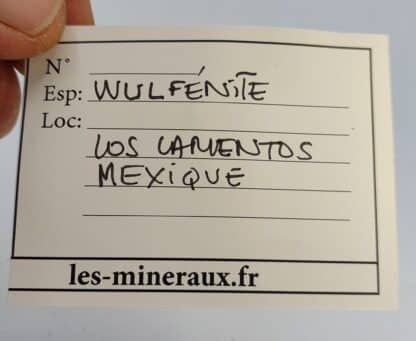 N°
Esp: WULFÉNITE
Loc:
LOS LAMENTOS
MEXIQUE
les-mineraux.fr